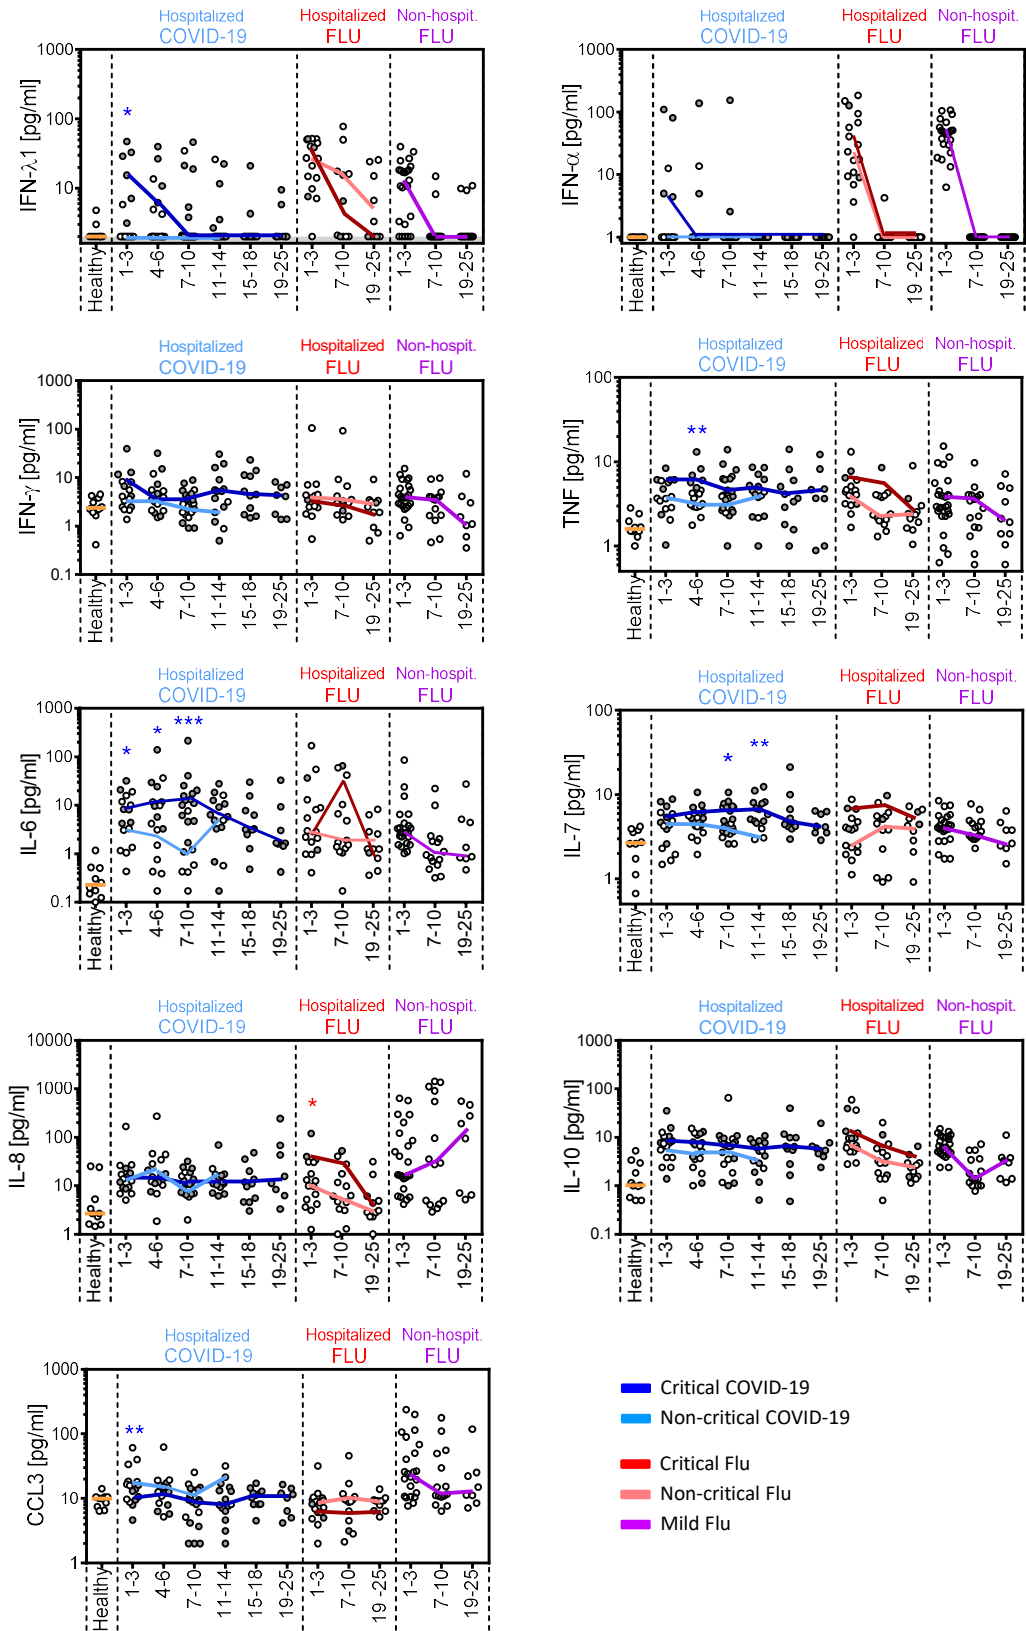 Hospitalized
COVID-19
Hospitalized
FLU
Non-hospit.
FLU
IFN-λ1 [pg/ml]
1000
100
10
Healthy
1-3
4-6
7-10
11-14
15-18
19-25
1-3
7-10
19-25
1-3
7-10
19-25
*
Hospitalized
COVID-19
Hospitalized
FLU
Non-hospit.
FLU
IFN-α [pg/ml]
1000
100
10
1
Healthy
1-3
4-6
7-10
11-14
15-18
19-25
1-3
7-10
19-25
1-3
7-10
19-25
Hospitalized
COVID-19
Hospitalized
FLU
Non-hospit.
FLU
IFN-γ [pg/ml]
1000
100
10
1
0.1
Healthy
1-3
4-6
7-10
11-14
15-18
19-25
1-3
7-10
19 -25
1-3
7-10
19-25
Hospitalized
COVID-19
Hospitalized
FLU
Non-hospit.
FLU
TNF [pg/ml]
100
10
1
**
Healthy
1-3
4-6
7-10
11-14
15-18
19-25
1-3
7-10
19 -25
1-3
7-10
19-25
Hospitalized
COVID-19
Hospitalized
FLU
Non-hospit.
FLU
IL-6 [pg/ml]
1000
100
10
1
0.1
*
*
***
Healthy
1-3
4-6
7-10
11-14
15-18
19-25
1-3
7-10
19 -25
1-3
7-10
19-25
Hospitalized
COVID-19
Hospitalized
FLU
Non-hospit.
FLU
IL-7 [pg/ml]
100
10
1
*
**
Healthy
1-3
4-6
7-10
11-14
15-18
19-25
1-3
7-10
19 -25
1-3
7-10
19-25
Hospitalized
COVID-19
Hospitalized
FLU
Non-hospit.
FLU
IL-8 [pg/ml]
10000
1000
100
10
1
*
Healthy
1-3
4-6
7-10
11-14
15-18
19-25
1-3
7-10
19 -25
1-3
7-10
19-25
Hospitalized
COVID-19
Hospitalized
FLU
Non-hospit.
FLU
IL-10 [pg/ml]
1000
100
10
1
0.1
Healthy
1-3
4-6
7-10
11-14
15-18
19-25
1-3
7-10
19 -25
1-3
7-10
19-25
Hospitalized
COVID-19
Hospitalized
FLU
Non-hospit.
FLU
CCL3 [pg/ml]
1000
100
10
1
**
Healthy
1-3
4-6
7-10
11-14
15-18
19-25
1-3
7-10
19 -25
1-3
7-10
19-25
Critical COVID-19
Non-critical COVID-19
Critical Flu
Non-critical Flu
Mild Flu